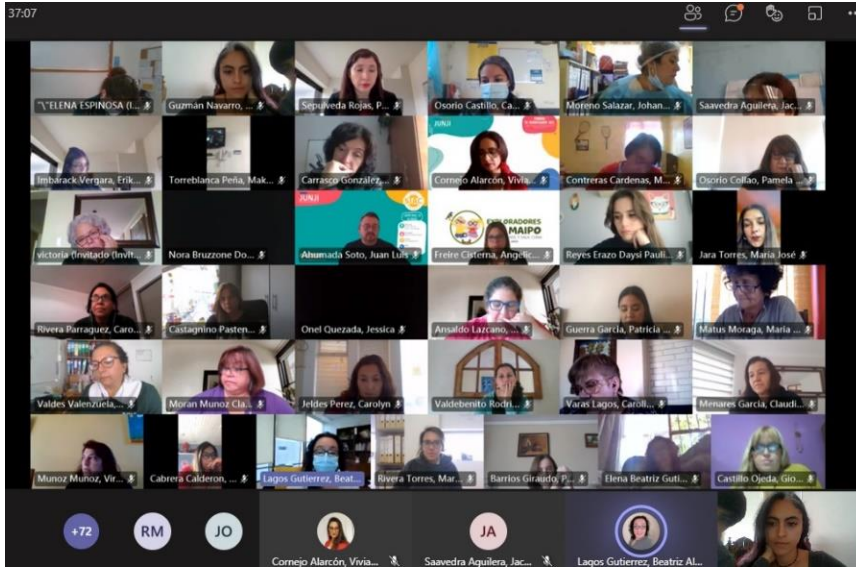 37:07
"\"ELENA ESPINOSA (I...
Guzmán Navarro, ...
Sepulveda Rojas, P...
Osorio Castillo, Ca...
Moreno Salazar, Johan...
Saavedra Aguilera, Jac...
Imbarack Vergara, Erik...
Torreblanca Peña, Mak...
Carrasco González,...
JUNJI
Cornejo Alarcón, Vivia...
Contreras Cardenas, M...
Osorio Collao, Pamela ...
victoria (Invitado (Invit...
Nora Bruzzone Do...
JUNJI
Ahumada Soto, Juan Luis
EXPLORADORES
MAIPO
Freire Cisterna, Angelic...
Reyes Erazo Daysi Pauli...
Jara Torres, Maria José
Rivera Parraguez, Caro...
Castagnino Pasten...
Onel Quezada, Jessica
Ansaldo Lazcano, ...
Guerra Garcia, Patricia ...
Matus Moraga, Maria ...
Valdes Valenzuela,...
Moran Munoz Cla...
Jeldes Perez, Carolyn
Valdebenito Rodri...
Varas Lagos, Caroli...
Menares Garcia, Claudi...
Munoz Munoz, Vir...
Cabrera Calderon, ...
Lagos Gutierrez, Beat...
Rivera Torres, Mar...
Barrios Giraudo, P...
Elena Beatriz Guti...
Castillo Ojeda, Gio...
+72
RM
JO
JA
Cornejo Alarcón, Vivia...
Saavedra Aguilera, Jac...
Lagos Gutierrez, Beatriz Al...